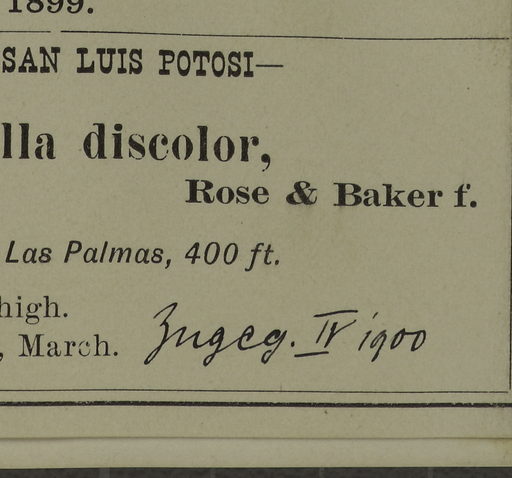 1899.
SAN LUIS POTOSI—
lla discolor,
Rose & Baker f.
Las Palmas, 400 ft.
high.
, March.
Zugeg. IV 1900